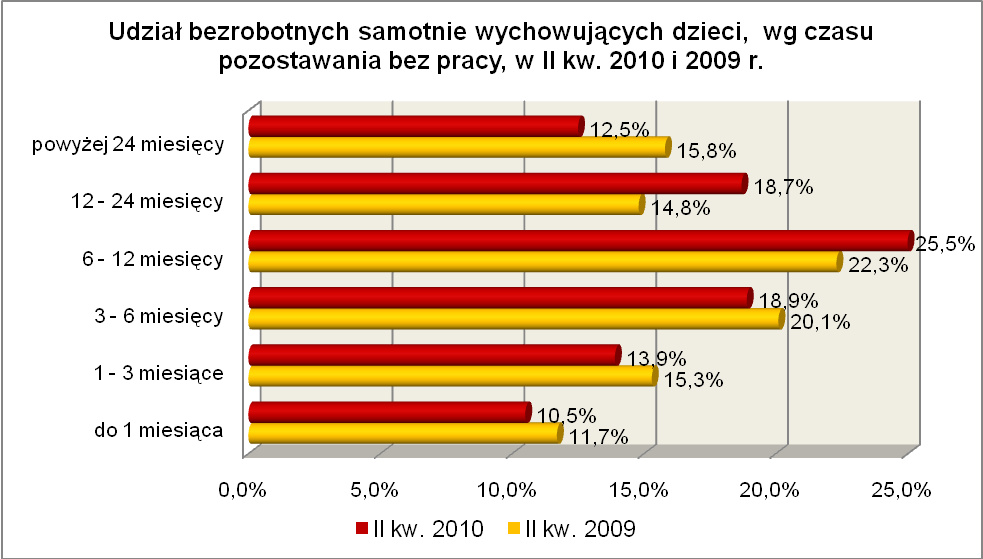 Udział bezrobotnych samotnie wychowujących dzieci, wg czasu
pozostawania bez pracy, w II kw. 2010 i 2009 r.
powyżej 24 miesięcy
12,5%
15,8%
12 - 24 miesięcy
18,7%
14,8%
6 - 12 miesięcy
25,5%
22,3%
3 - 6 miesięcy
18,9%
20,1%
1 - 3 miesiące
13,9%
15,3%
do 1 miesiąca
10,5%
11,7%
0,0% 5,0% 10,0% 15,0% 20,0% 25,0%
II kw. 2010 II kw. 2009